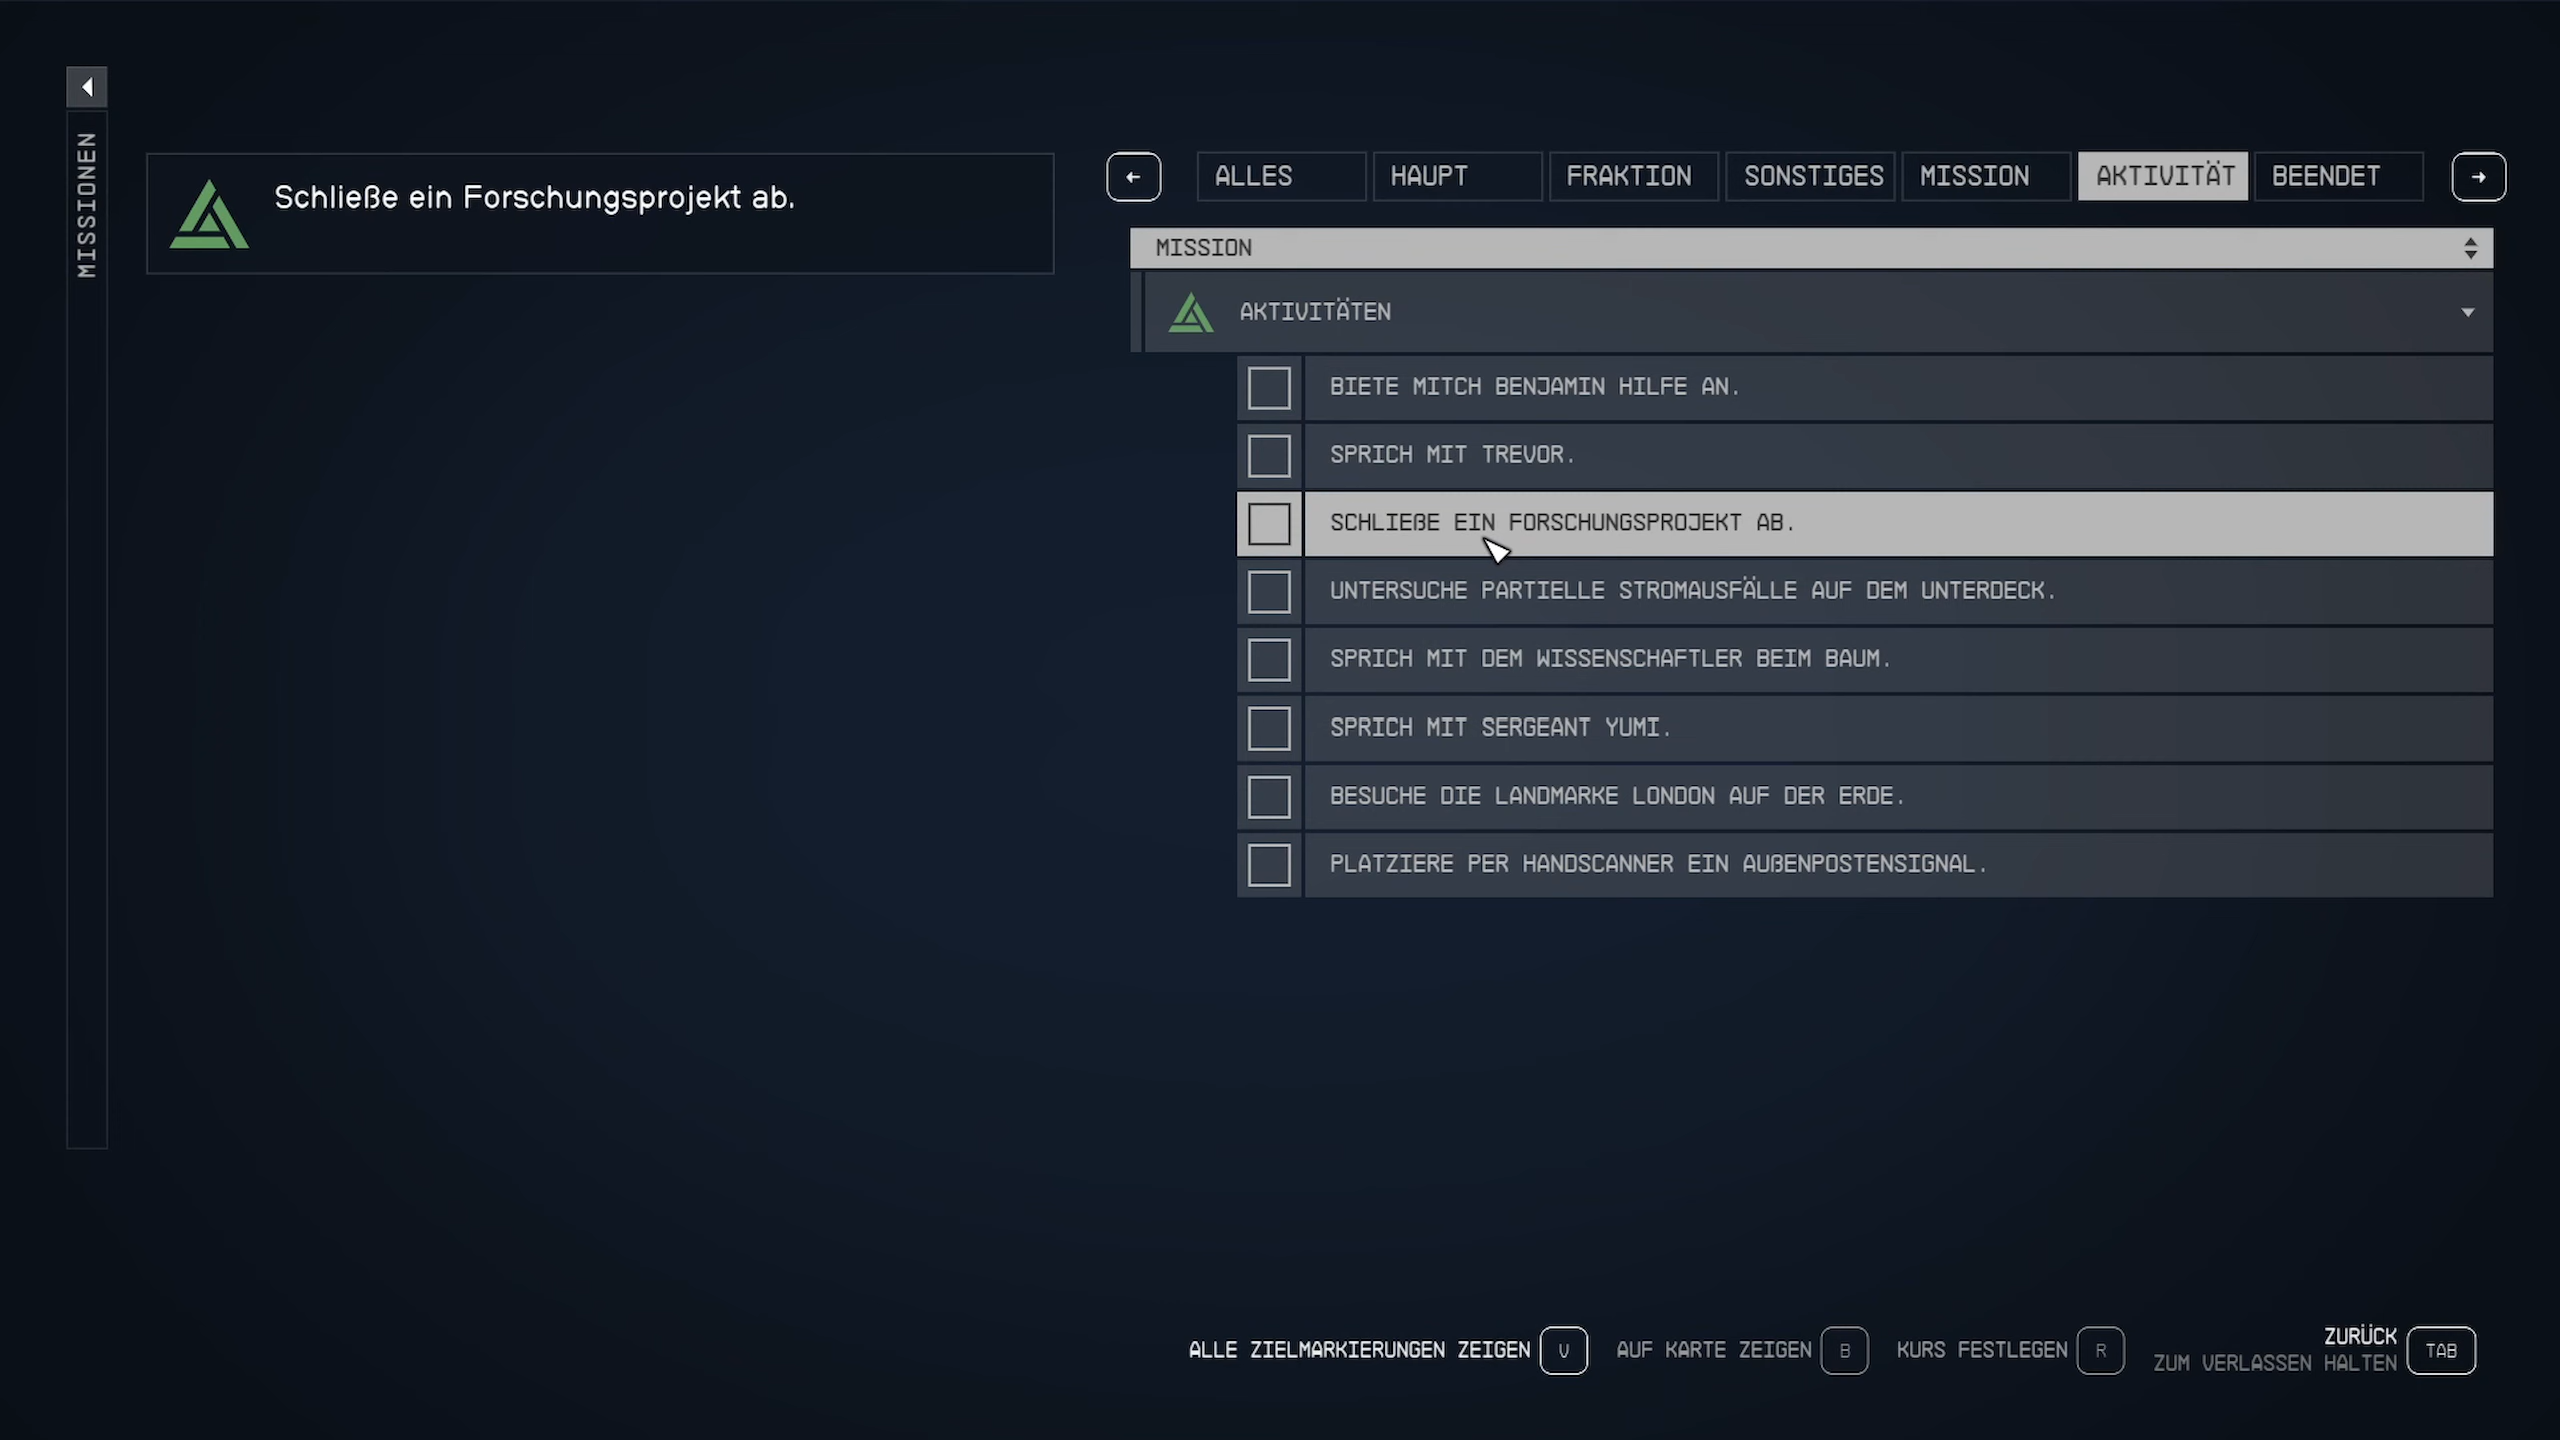 MISSIONEN
Schließe ein Forschungsprojekt ab.
ALLES HAUPT FRAKTION SONSTIGES MISSION AKTIVITÄT BEENDET
MISSION
AKTIVITÄTEN
BIETE MITCH BENJAMIN HILFE AN.
SPRICH MIT TREVOR.
SCHLIEßE EIN FORSCHUNGSPROJEKT AB.
UNTERSUCHE PARTIELLE STROMAUSFÄLLE AUF DEM UNTERDECK.
SPRICH MIT DEM WISSENSCHAFTLER BEIM BAUM.
SPRICH MIT SERGEANT YUMI.
BESUCHE DIE LANDMARKE LONDON AUF DER ERDE.
PLATZIERE PER HANDSCANNER EIN AUßENPOSTENSIGNAL.
ALLE ZIELMARKIERUNGEN ZEIGEN V AUF KARTE ZEIGEN B KURS FESTLEGEN R ZURÜCK TAB
ZUM VERLASSEN HALTEN